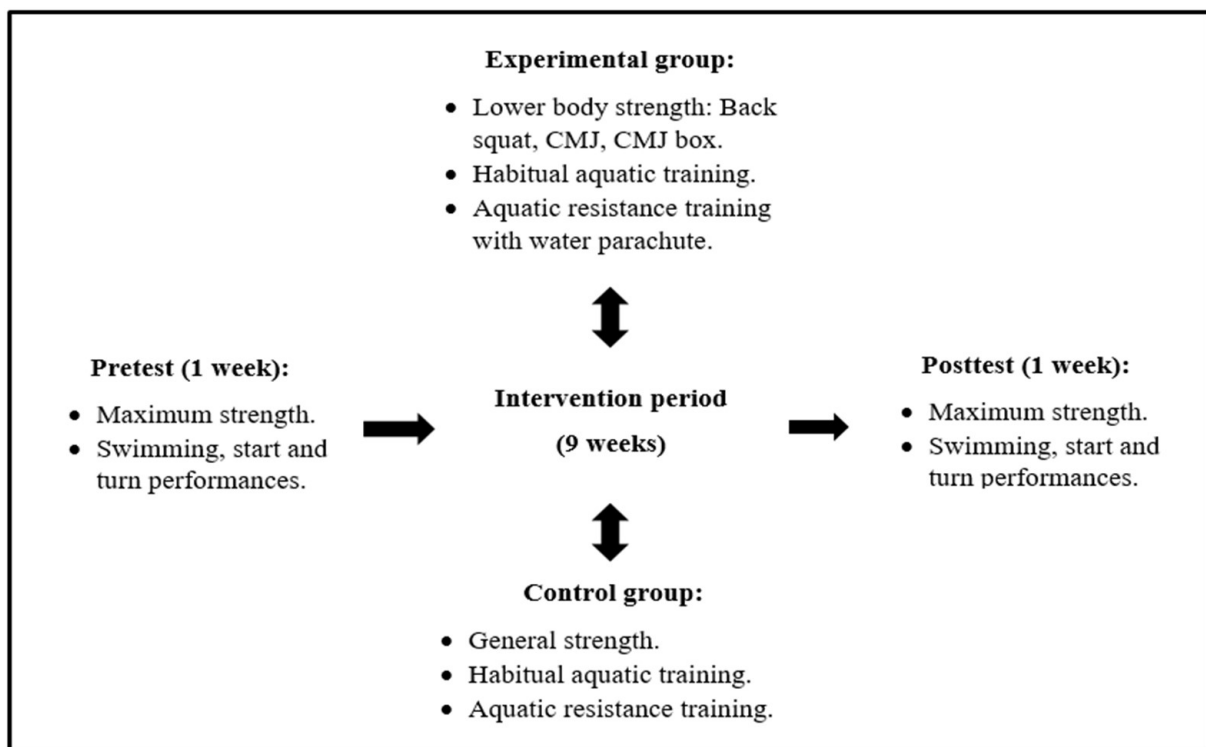 Experimental group:
• Lower body strength: Back
squat, CMJ, CMJ box.
• Habitual aquatic training.
• Aquatic resistance training
with water parachute.
Pretest (1 week):
• Maximum strength.
• Swimming, start and
turn performances.
Intervention period
(9 weeks)
Posttest (1 week):
• Maximum strength.
• Swimming, start and
turn performances.
Control group:
• General strength.
• Habitual aquatic training.
• Aquatic resistance training.